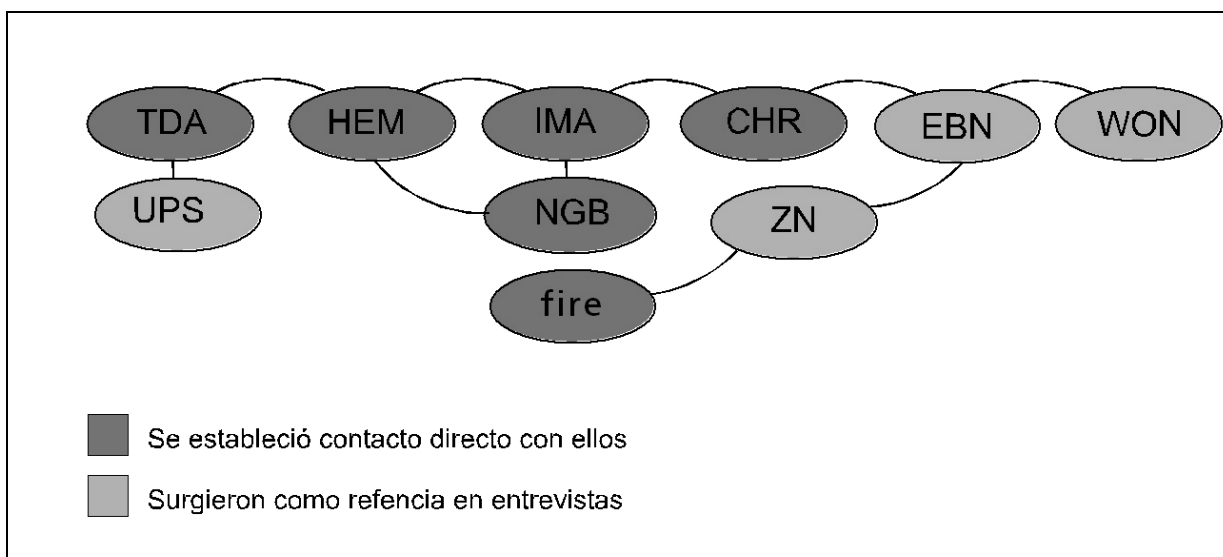 TDA HEM IMA CHR EBN WON
UPS NGB ZN
fire
Se estableció contacto directo con ellos
Surgieron como refencia en entrevistas